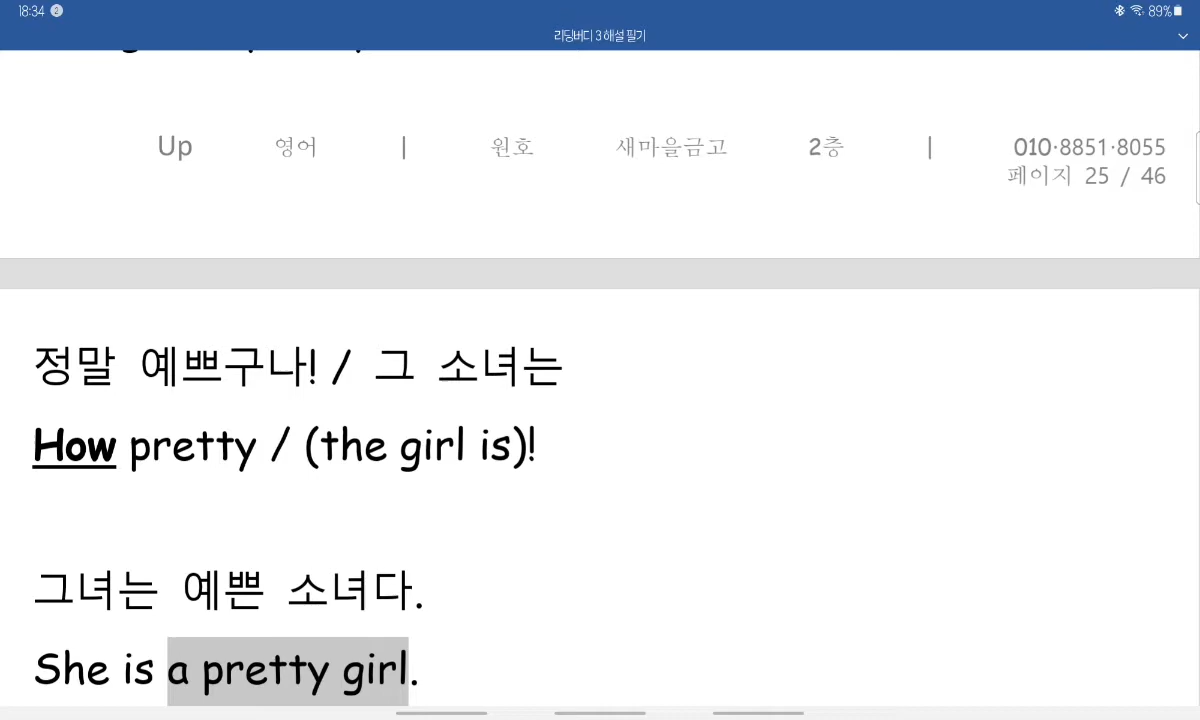 18:34 2 89%
리딩버디 3 해설 필기
Up 영어 | 원호 새마을금고 2층 | 010·8851·8055
페이지 25 / 46
정말 예쁘구나! / 그 소녀는
How pretty / (the girl is)!
그녀는 예쁜 소녀다.
She is a pretty girl.